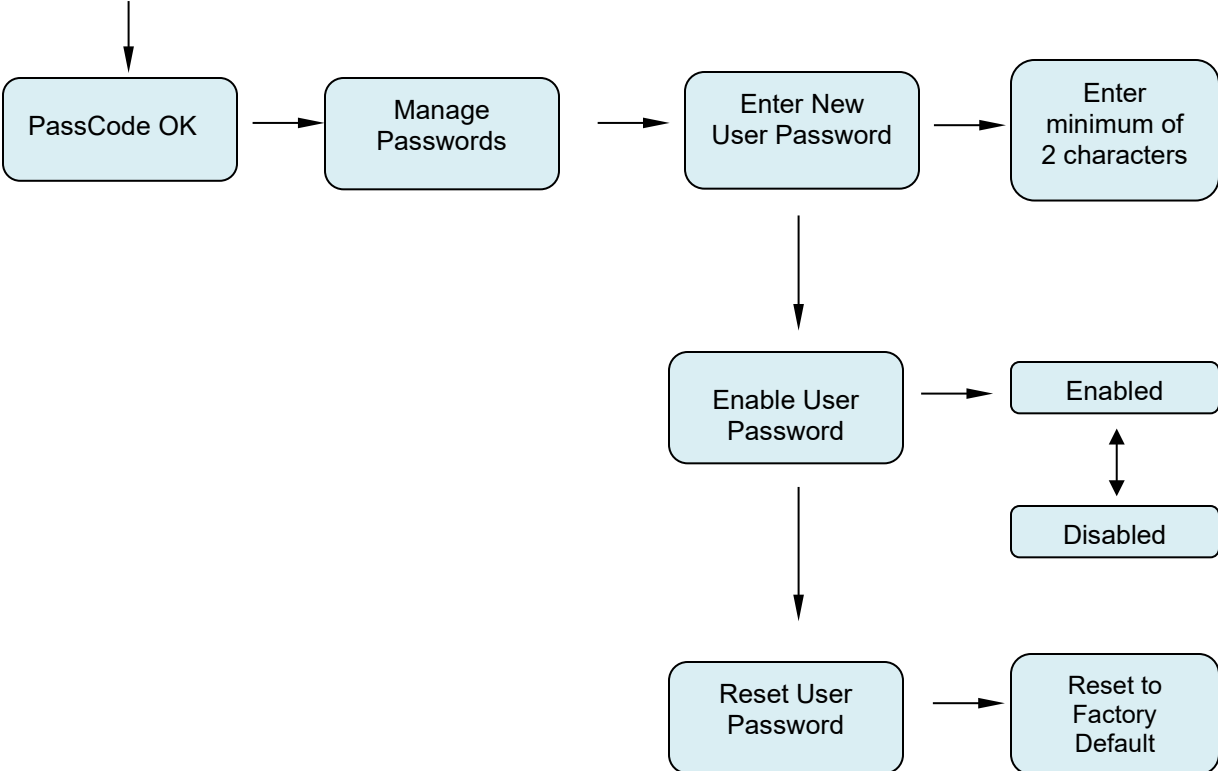 PassCode OK
Manage
Passwords
Enter New
User Password
Enter
minimum of
2 characters
Enable User
Password
Enabled
Disabled
Reset User
Password
Reset to
Factory
Default